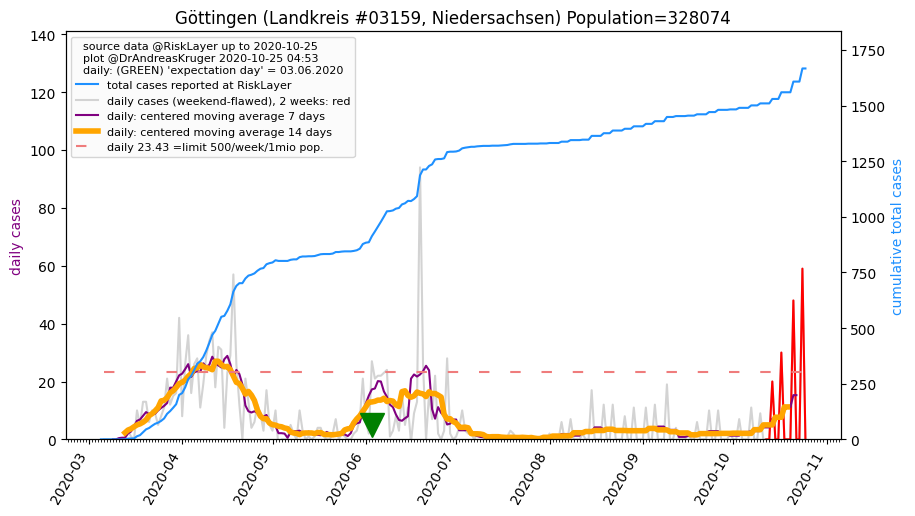 Göttingen (Landkreis #03159, Niedersachsen) Population=328074
source data @RiskLayer up to 2020-10-25
plot @DrAndreasKruger 2020-10-25 04:53
daily: (GREEN) 'expectation day' = 03.06.2020
total cases reported at RiskLayer
daily cases (weekend-flawed), 2 weeks: red
daily: centered moving average 7 days
daily: centered moving average 14 days
daily 23.43 =limit 500/week/1mio pop.
daily cases
140
120
100
80
60
40
20
0
cumulative total cases
1750
1500
1250
1000
750
500
250
0
2020-03
2020-04
2020-05
2020-06
2020-07
2020-08
2020-09
2020-10
2020-11